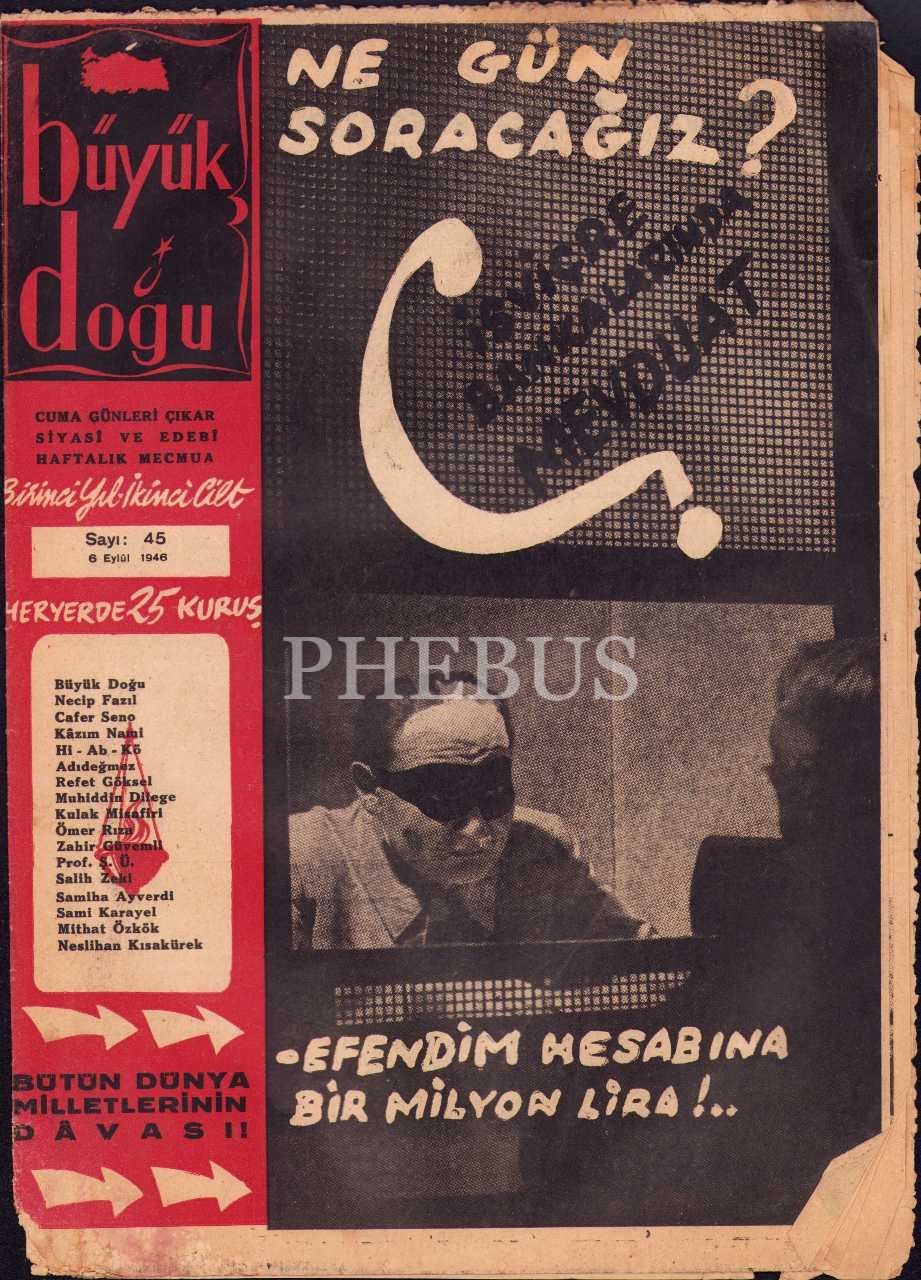 büyük
doğu
CUMA GÜNLERİ ÇIKAR
SİYASÎ VE EDEBÎ
HAFTALIK MECMUA
Birinci Yıl-İkinci Cilt
Sayı: 45
6 Eylûl 1946
HERYERDE 25 KURUŞ
Büyük Doğu
Necip Fazıl
Cafer Seno
Kâzım Nami
Hi - Ab - Kö
Adıdeğmez
Refet Göksel
Muhiddin Dilege
Kulak Misafiri
Ömer Rıza
Zahir Güvemli
Prof. Ş. Ü.
Salih Zeki
Samiha Ayverdi
Sami Karayel
Mithat Özkök
Neslihan Kısakürek
BÜTÜN DÜNYA
MİLLETLERİNİN
DÂVASI!
NE GÜN
SORACAĞIZ?
İSVİÇRE
BANKALARINDA
MEVDUAT
PHEBUS
-EFENDİM HESABINA
BİR MİLYON LİRA!..